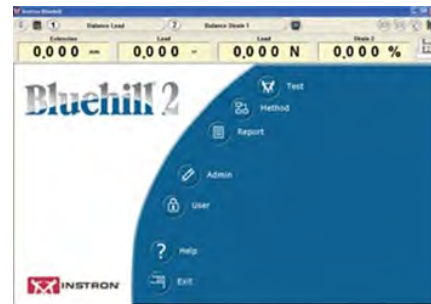 Instron Bluehill
1 Balance Load 2 Balance Strain 1
Extension Load Load Strain 2
0,000 mm 0,000 0,000 N 0,000 %
Bluehill 2
Test
Method
Report
Admin
User
? Help
Exit
INSTRON